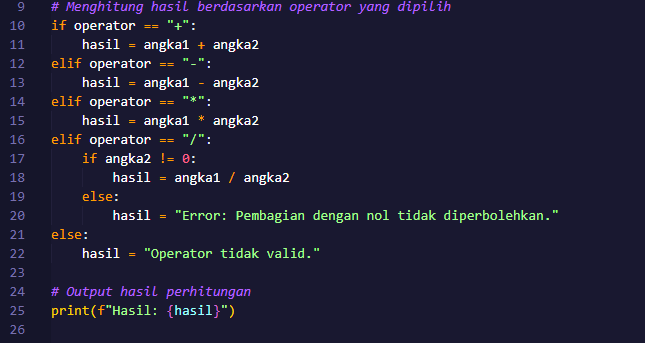 9 # Menghitung hasil berdasarkan operator yang dipilih
10 if operator == "+":
11     hasil = angka1 + angka2
12 elif operator == "-":
13     hasil = angka1 - angka2
14 elif operator == "*":
15     hasil = angka1 * angka2
16 elif operator == "/":
17     if angka2 != 0:
18         hasil = angka1 / angka2
19     else:
20         hasil = "Error: Pembagian dengan nol tidak diperbolehkan."
21 else:
22     hasil = "Operator tidak valid."
23
24 # Output hasil perhitungan
25 print(f"Hasil: {hasil}")
26